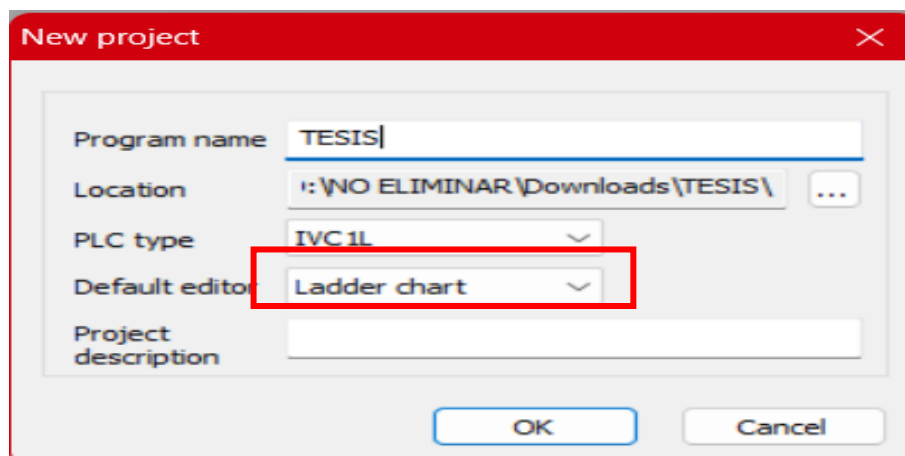 New project
Program name TESIS
Location :\NO ELIMINAR\Downloads\TESIS\ ...
PLC type IVC1L
Default editor Ladder chart
Project
description
OK Cancel